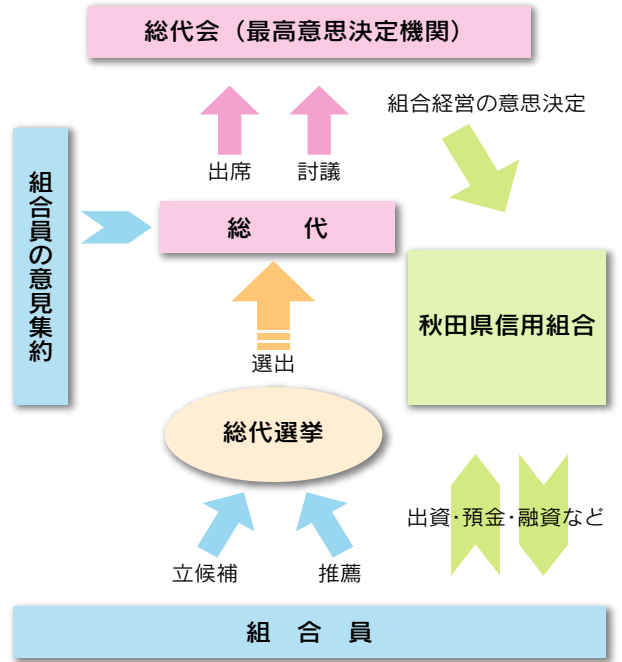 総代会（最高意思決定機関）
組合経営の意思決定
出席
討議
組合員の意見集約
総代
秋田県信用組合
選出
総代選挙
出資･預金･融資など
立候補
推薦
組合員